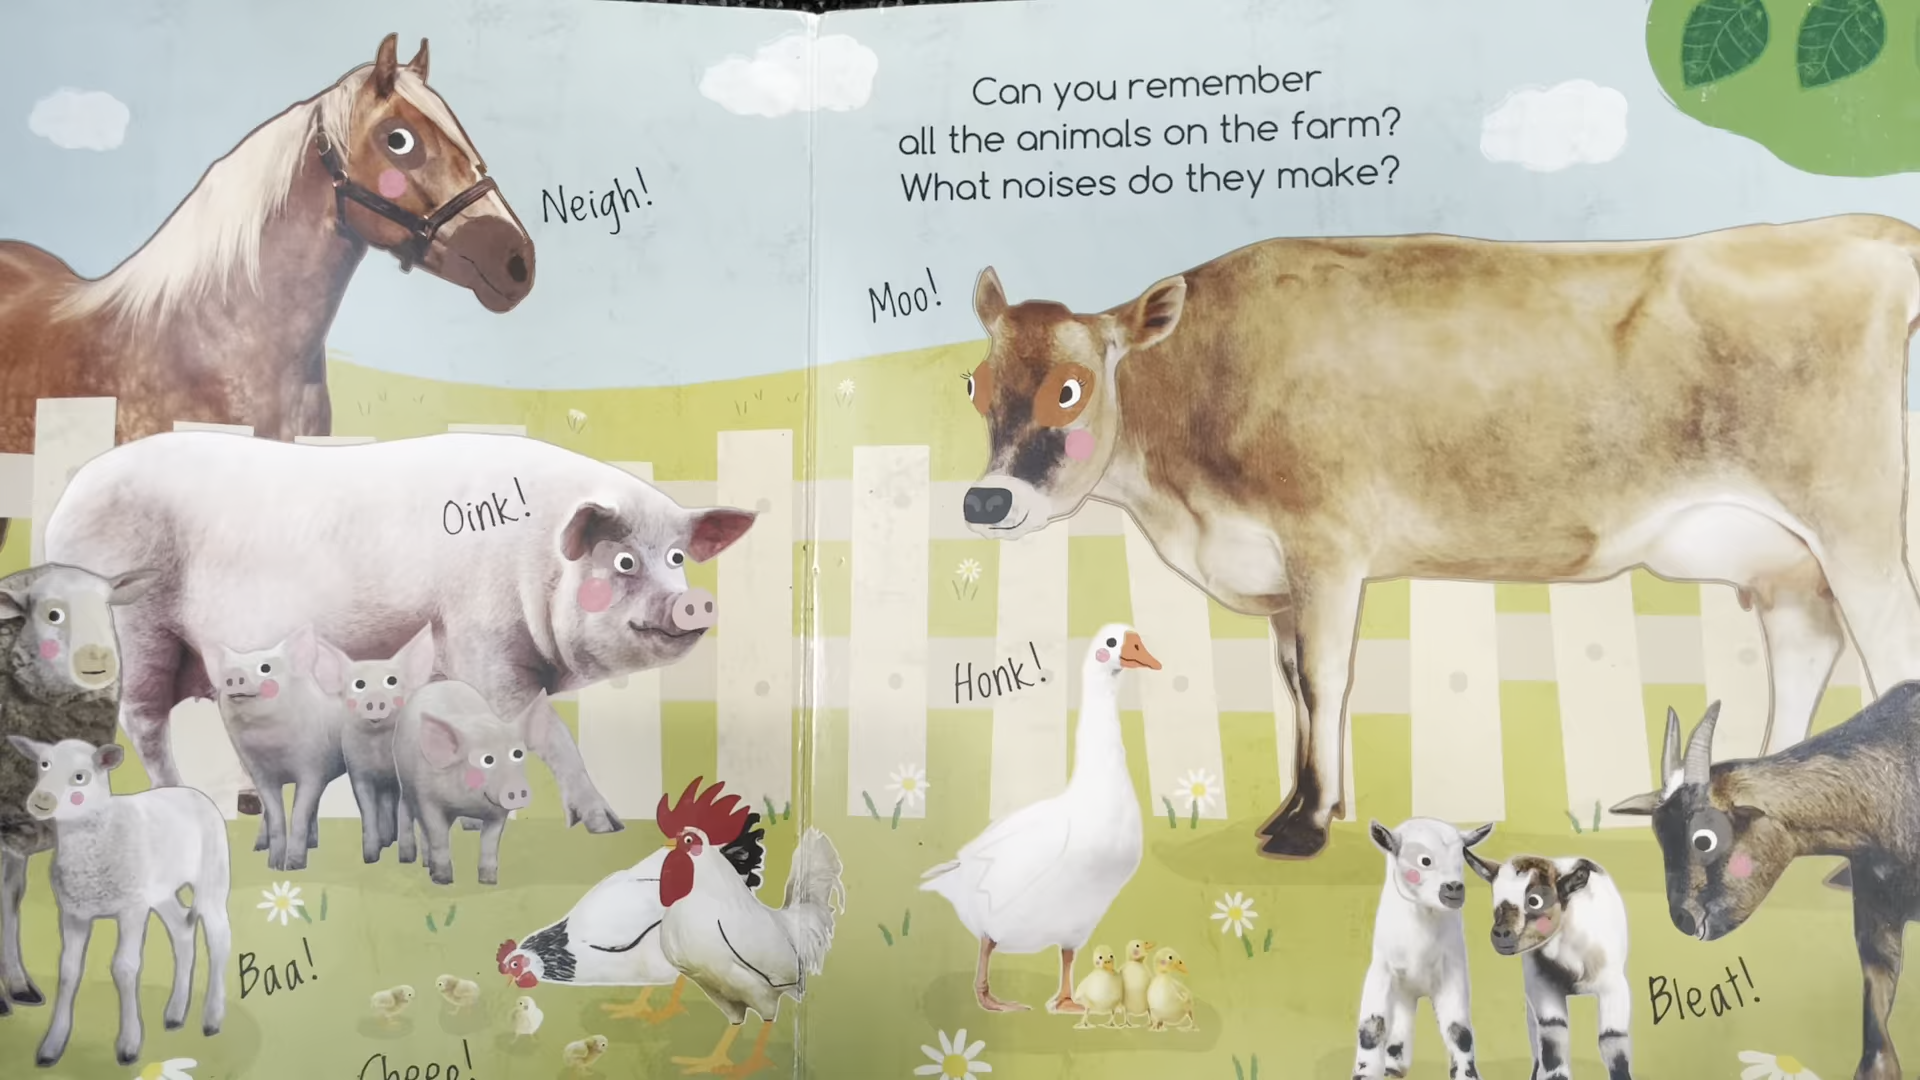 Neigh!
Can you remember
all the animals on the farm?
What noises do they make?
Moo!
Oink!
Honk!
Baa!
Bleat!
Cheep!